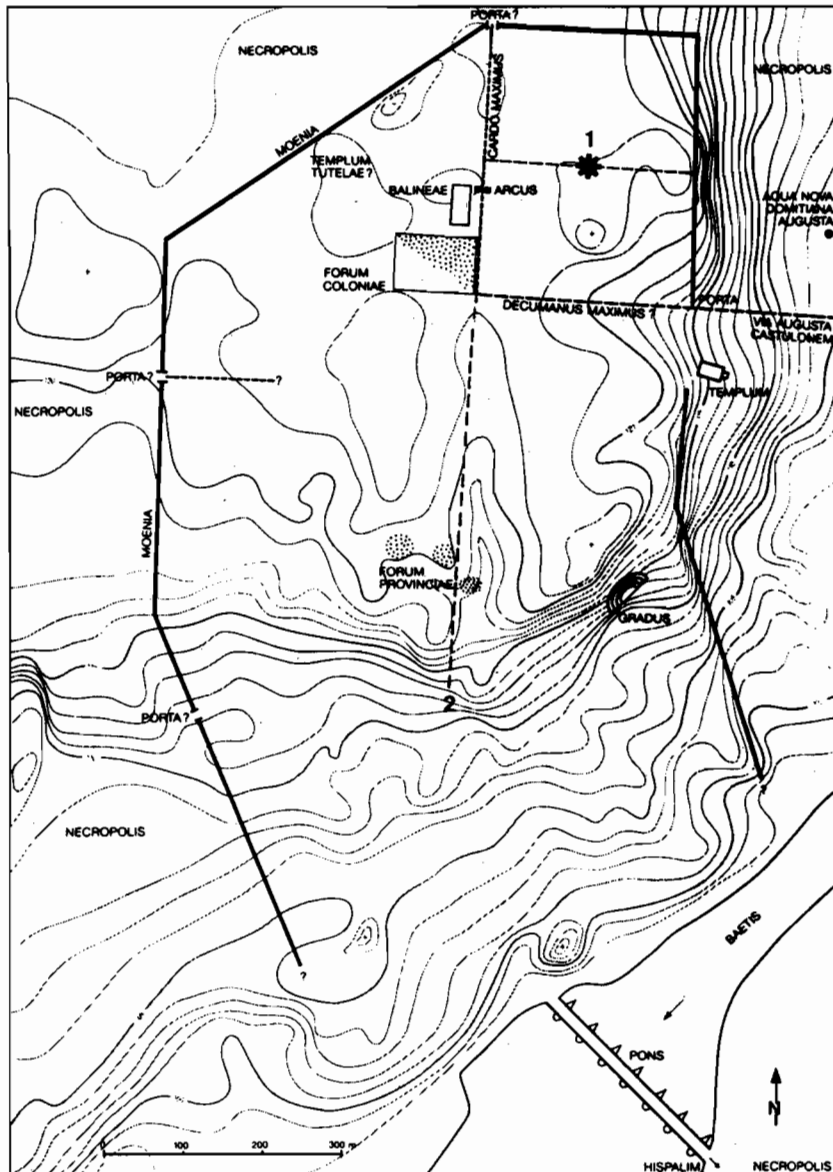 PORTA ?
NECROPOLIS
NECROPOLIS
CARDO MAXIMUS
MOENIA
1
TEMPLUM
TUTELAE ?
BALINEAE
ARCUS
AQUA NOVA
DOMITIANA
AUGUSTA
FORUM
COLONIAE
DECUMANUS MAXIMUS ?
PORTA
VIA AUGUSTA
CASTULONEM
PORTA ?
?
TEMPLUM
NECROPOLIS
MOENIA
FORUM
PROVINCIAE
GRADUS
2
PORTA ?
?
NECROPOLIS
BAETIS
?
PONS
N
0 100 200 300 m
HISPALIM
NECROPOLIS